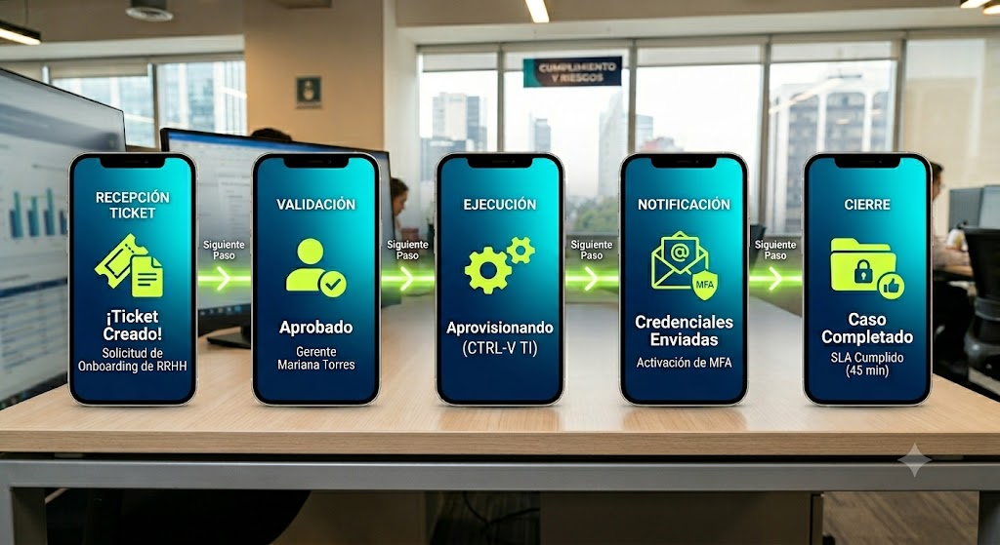 CUMPLIMIENTO
Y RIESGOS
RECEPCIÓN
TICKET
¡Ticket
Creado!
Solicitud de
Onboarding de RRHH
Siguiente
Paso
VALIDACIÓN
Aprobado
Gerente
Mariana Torres
Siguiente
Paso
EJECUCIÓN
Aprovisionando
(CTRL-V TI)
Siguiente
Paso
NOTIFICACIÓN
@
MFA
Credenciales
Enviadas
Activación de MFA
Siguiente
Paso
CIERRE
Caso
Completado
SLA Cumplido
(45 min)